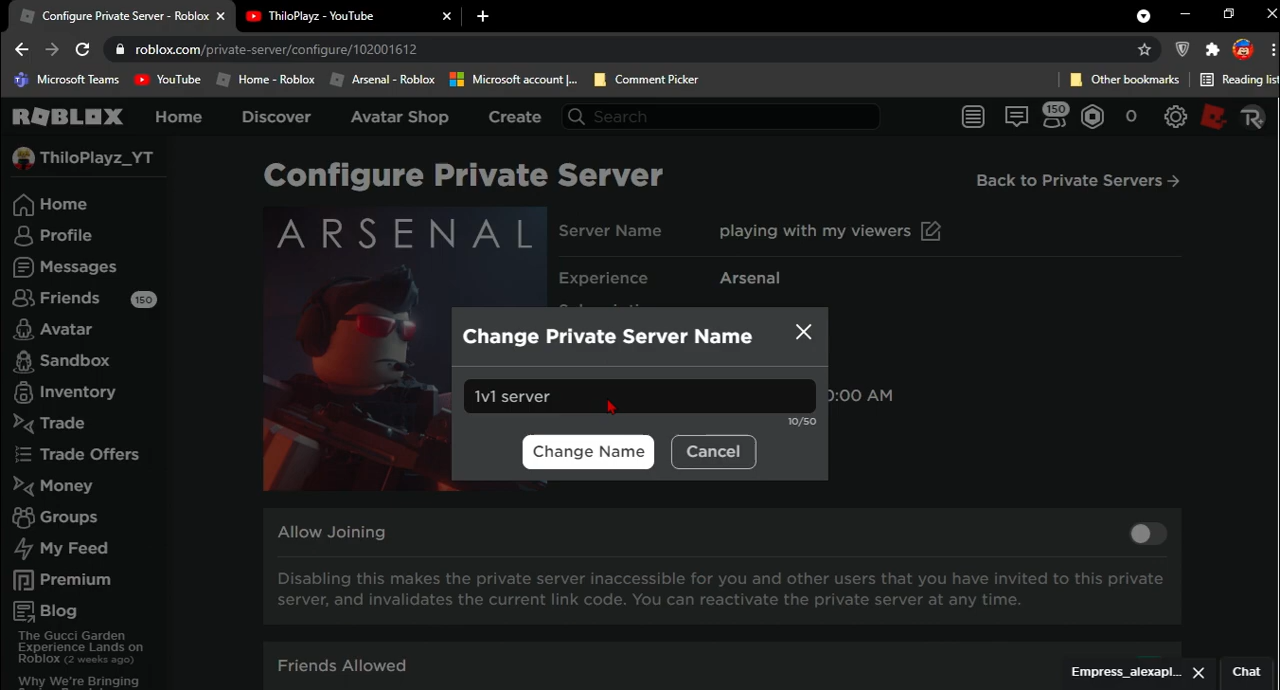 Configure Private Server - Roblox
ThiloPlayz - YouTube
roblox.com/private-server/configure/102001612
Microsoft Teams
YouTube
Home - Roblox
Arsenal - Roblox
Microsoft account |...
Comment Picker
Other bookmarks
Reading list
ROBLOX
Home
Discover
Avatar Shop
Create
Search
150
0
ThiloPlayz_YT
Home
Profile
Messages
Friends
150
Avatar
Sandbox
Inventory
Trade
Trade Offers
Money
Groups
My Feed
Premium
Blog
The Gucci Garden
Experience Lands on
Roblox (2 weeks ago)
Why We're Bringing
Configure Private Server
Back to Private Servers
ARSENAL
Server Name
playing with my viewers
Experience
Arsenal
0:00 AM
Change Private Server Name
1v1 server
10/50
Change Name
Cancel
Allow Joining
Disabling this makes the private server inaccessible for you and other users that you have invited to this private
server, and invalidates the current link code. You can reactivate the private server at any time.
Friends Allowed
Empress_alexapl...
Chat